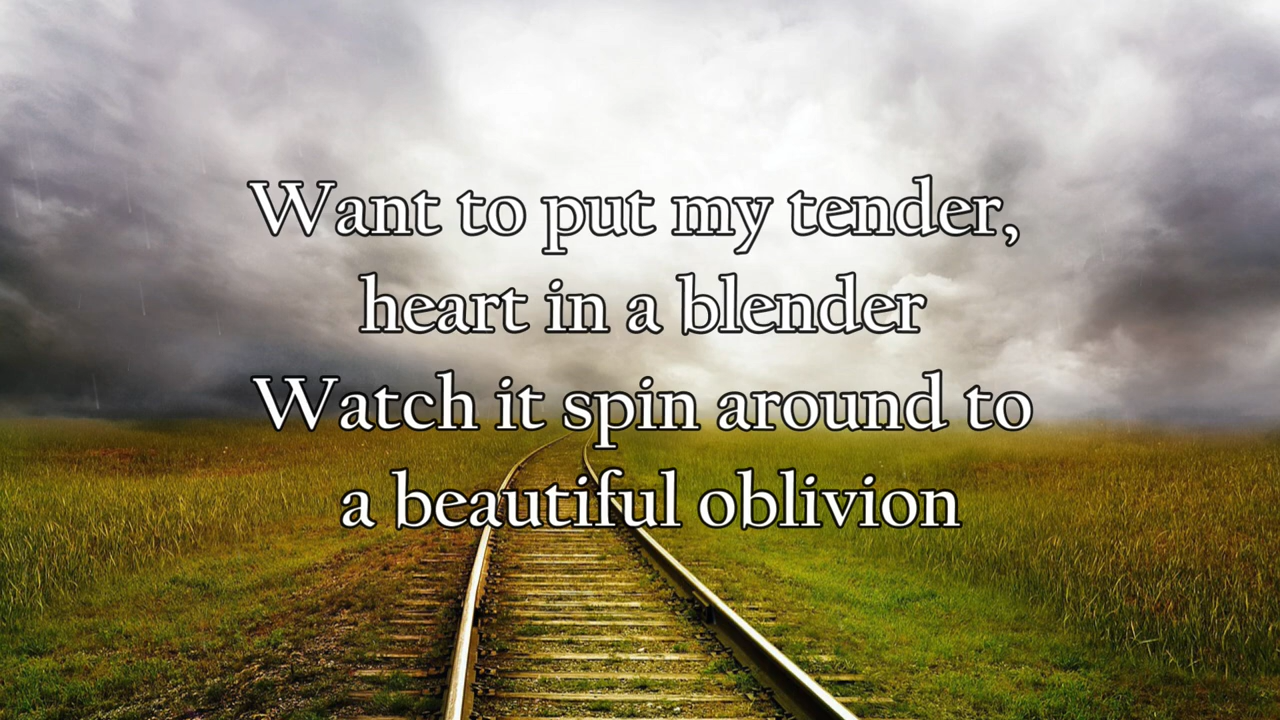 Want to put my tender,
heart in a blender
Watch it spin around to
a beautiful oblivion